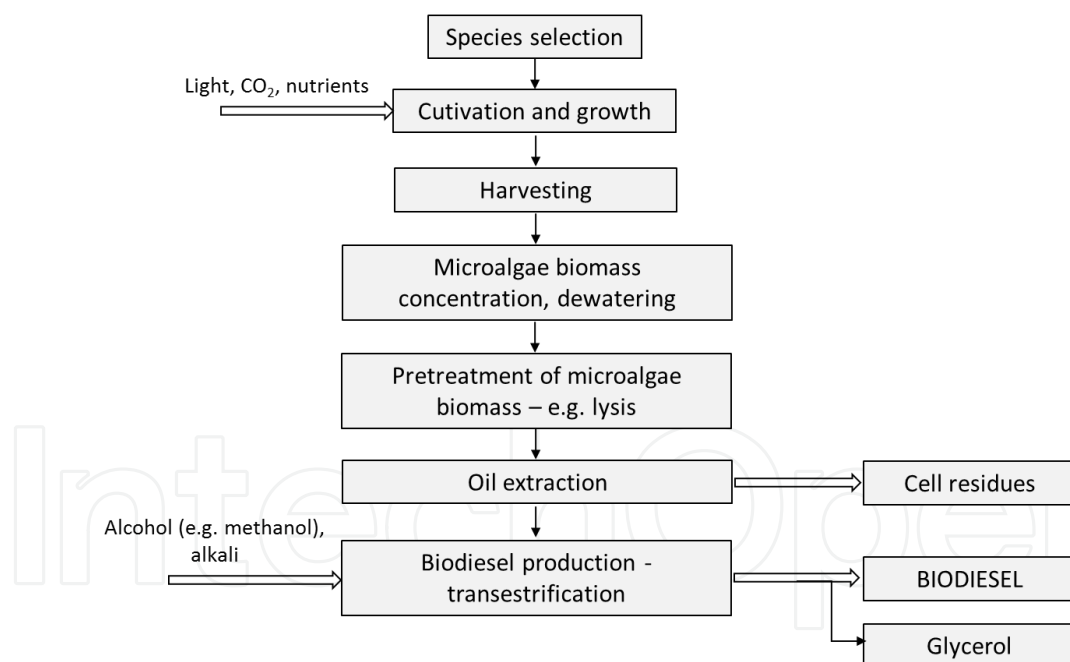 Species selection
Light, CO₂, nutrients
Cutivation and growth
Harvesting
Microalgae biomass
concentration, dewatering
Pretreatment of microalgae
biomass – e.g. lysis
Oil extraction
Cell residues
Alcohol (e.g. methanol),
alkali
Biodiesel production -
transestrification
BIODIESEL
Glycerol
IntechOpe